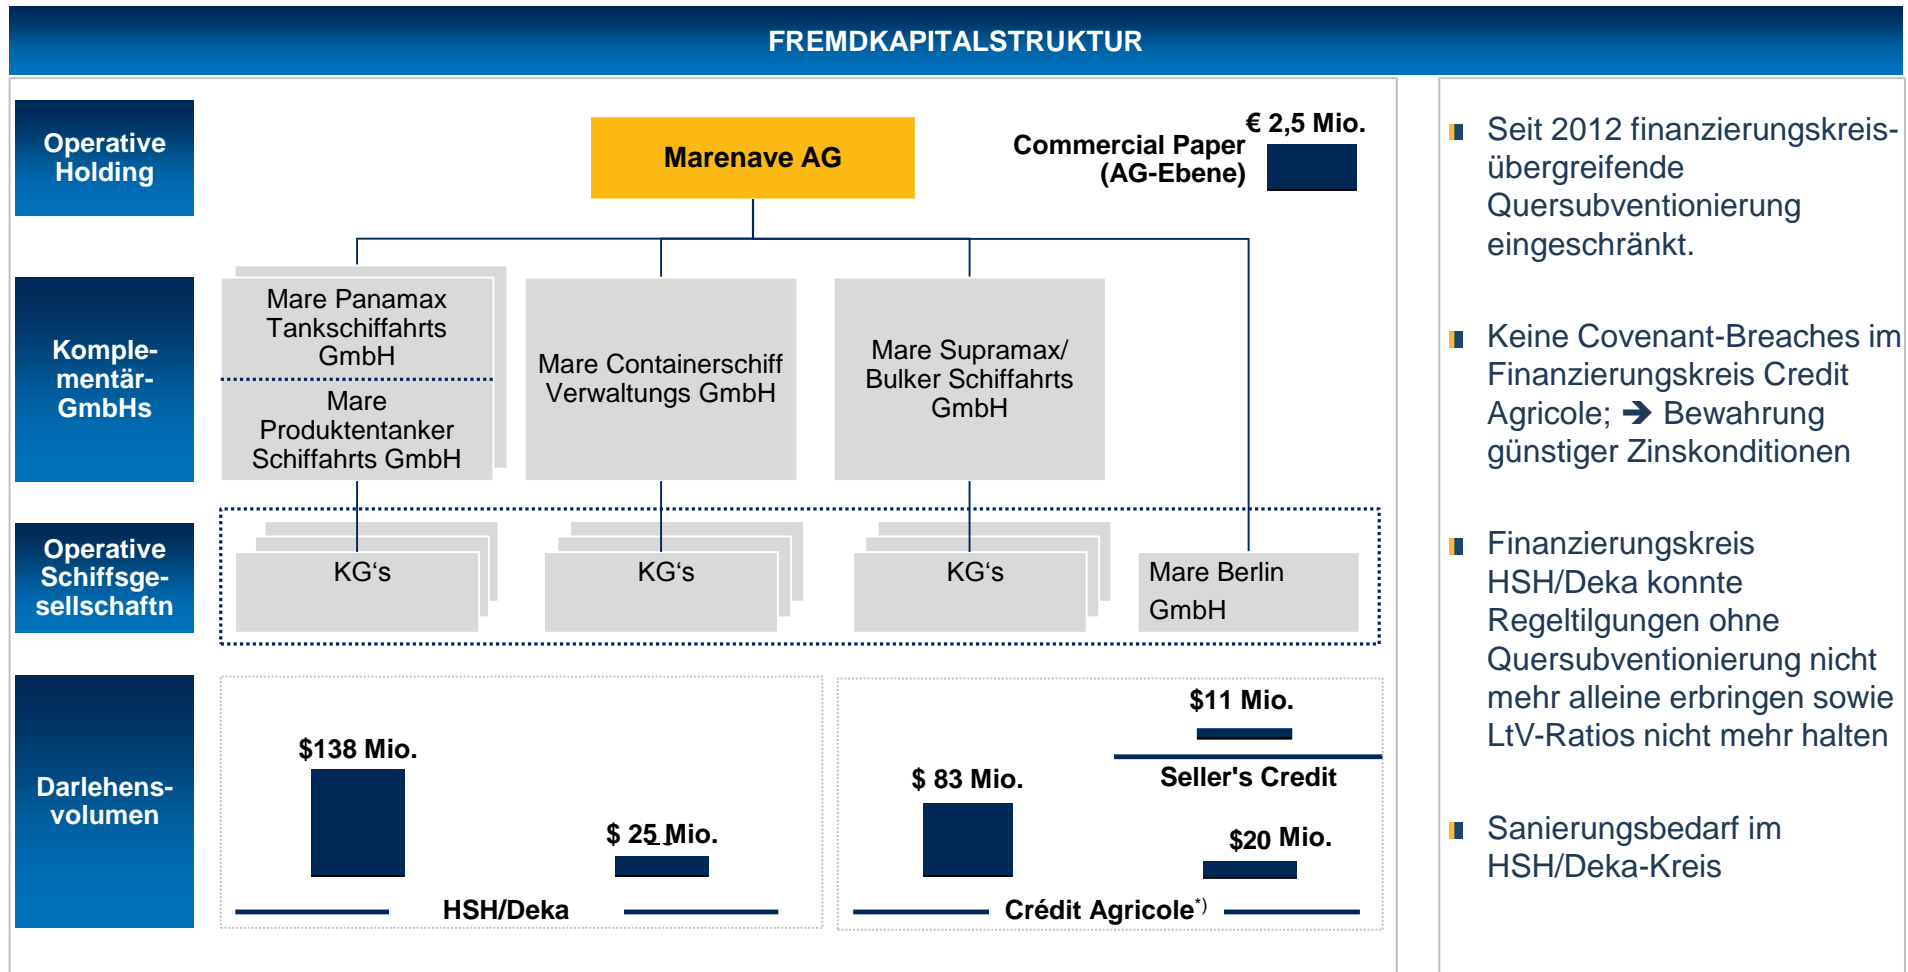 FREMDKAPITALSTRUKTUR
Operative
Holding
Marenave AG
€ 2,5 Mio.
Commercial Paper
(AG-Ebene)
Komple-
mentär-
GmbHs
Mare Panamax
Tankschiffahrts
GmbH
Mare
Produktentanker
Schiffahrts GmbH
Mare Containerschiff
Verwaltungs GmbH
Mare Supramax/
Bulker Schiffahrts
GmbH
Operative
Schiffsge-
sellschaftn
KG‘s
KG‘s
KG‘s
Mare Berlin
GmbH
Darlehens-
volumen
$138 Mio.
$ 25 Mio.
HSH/Deka
$ 83 Mio.
$11 Mio.
Seller's Credit
$20 Mio.
Crédit Agricole*)
Seit 2012 finanzierungskreis-
übergreifende
Quersubventionierung
eingeschränkt.
Keine Covenant-Breaches im
Finanzierungskreis Credit
Agricole; ➔ Bewahrung
günstiger Zinskonditionen
Finanzierungskreis
HSH/Deka konnte
Regeltilgungen ohne
Quersubventionierung nicht
mehr alleine erbringen sowie
LtV-Ratios nicht mehr halten
Sanierungsbedarf im
HSH/Deka-Kreis